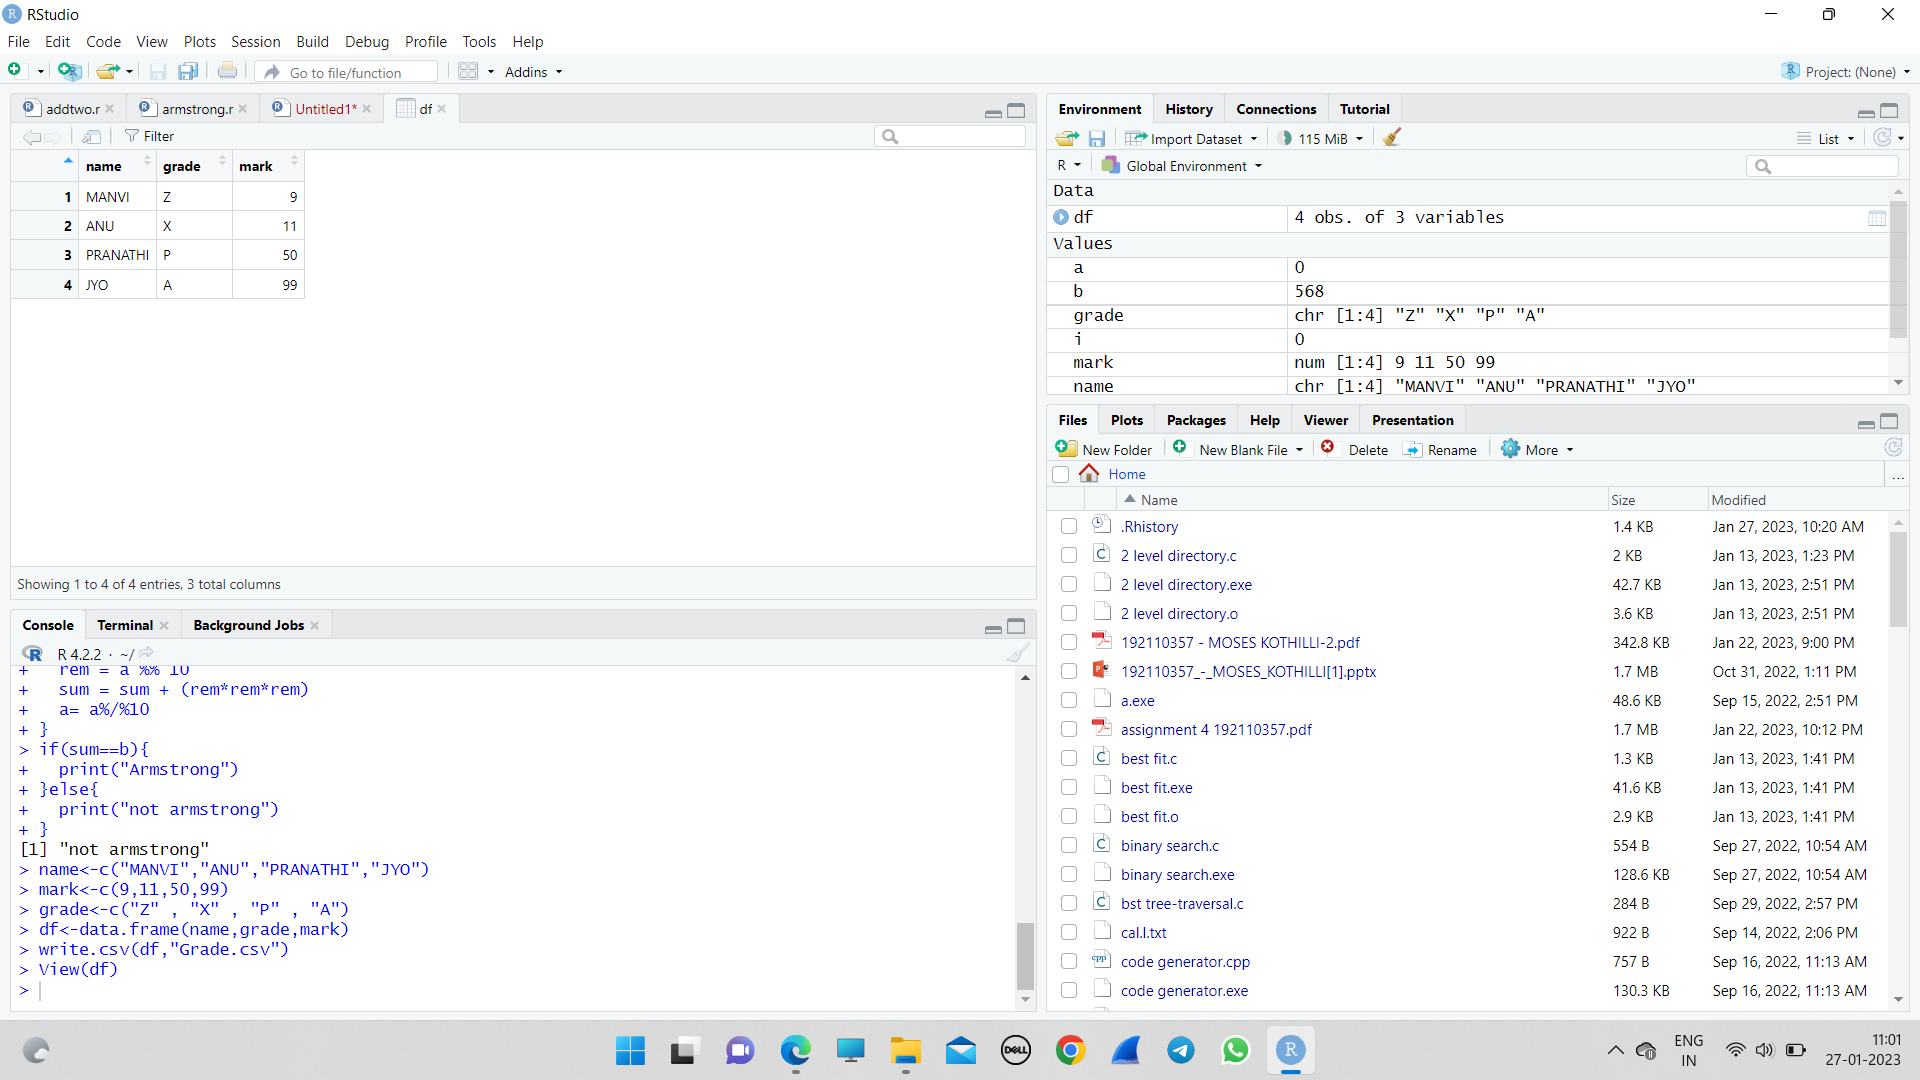 RStudio
File Edit Code View Plots Session Build Debug Profile Tools Help
Go to file/function Addins Project: (None)
addtwo.r armstrong.r Untitled1* df
Filter
name grade mark
1 MANVI Z 9
2 ANU X 11
3 PRANATHI P 50
4 JYO A 99
Showing 1 to 4 of 4 entries, 3 total columns
Console Terminal Background Jobs
R 4.2.2 · ~/
+ rem = a %% 10
+ sum = sum + (rem*rem*rem)
+ a= a%/%10
+ }
> if(sum==b){
+ print("Armstrong")
+ }else{
+ print("not armstrong")
+ }
[1] "not armstrong"
> name<-c("MANVI","ANU","PRANATHI","JYO")
> mark<-c(9,11,50,99)
> grade<-c("Z" , "X" , "P" , "A")
> df<-data.frame(name,grade,mark)
> write.csv(df,"Grade.csv")
> View(df)
>
Environment History Connections Tutorial
Import Dataset 115 MiB List
R Global Environment
Data
df 4 obs. of 3 variables
Values
a 0
b 568
grade chr [1:4] "Z" "X" "P" "A"
i 0
mark num [1:4] 9 11 50 99
name chr [1:4] "MANVI" "ANU" "PRANATHI" "JYO"
Files Plots Packages Help Viewer Presentation
New Folder New Blank File Delete Rename More
Home ...
Name Size Modified
.Rhistory 1.4 KB Jan 27, 2023, 10:20 AM
2 level directory.c 2 KB Jan 13, 2023, 1:23 PM
2 level directory.exe 42.7 KB Jan 13, 2023, 2:51 PM
2 level directory.o 3.6 KB Jan 13, 2023, 2:51 PM
192110357 - MOSES KOTHILLI-2.pdf 342.8 KB Jan 22, 2023, 9:00 PM
192110357_-_MOSES_KOTHILLI[1].pptx 1.7 MB Oct 31, 2022, 1:11 PM
a.exe 48.6 KB Sep 15, 2022, 2:51 PM
assignment 4 192110357.pdf 1.7 MB Jan 22, 2023, 10:12 PM
best fit.c 1.3 KB Jan 13, 2023, 1:41 PM
best fit.exe 41.6 KB Jan 13, 2023, 1:41 PM
best fit.o 2.9 KB Jan 13, 2023, 1:41 PM
binary search.c 554 B Sep 27, 2022, 10:54 AM
binary search.exe 128.6 KB Sep 27, 2022, 10:54 AM
bst tree-traversal.c 284 B Sep 29, 2022, 2:57 PM
cal.l.txt 922 B Sep 14, 2022, 2:06 PM
code generator.cpp 757 B Sep 16, 2022, 11:13 AM
code generator.exe 130.3 KB Sep 16, 2022, 11:13 AM
DELL
R
ENG
IN
11:01
27-01-2023